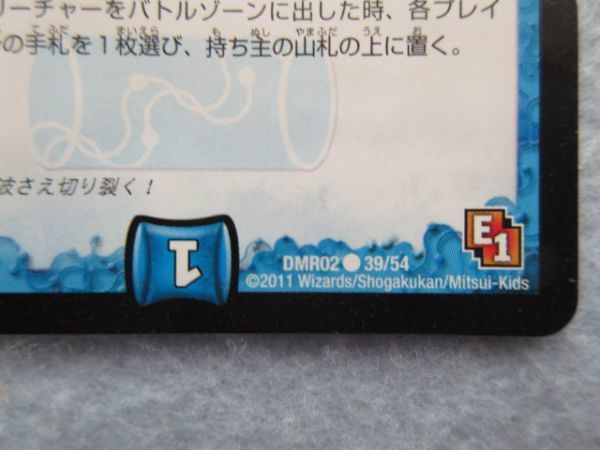 リーチャーをバトルゾーンに出した時、各プレイ
の手札を1枚選び、持ち主の山札の上に置く。
波さえ切り裂く!
1
E1
DMR02 39/54
©2011 Wizards/Shogakukan/Mitsui-Kids